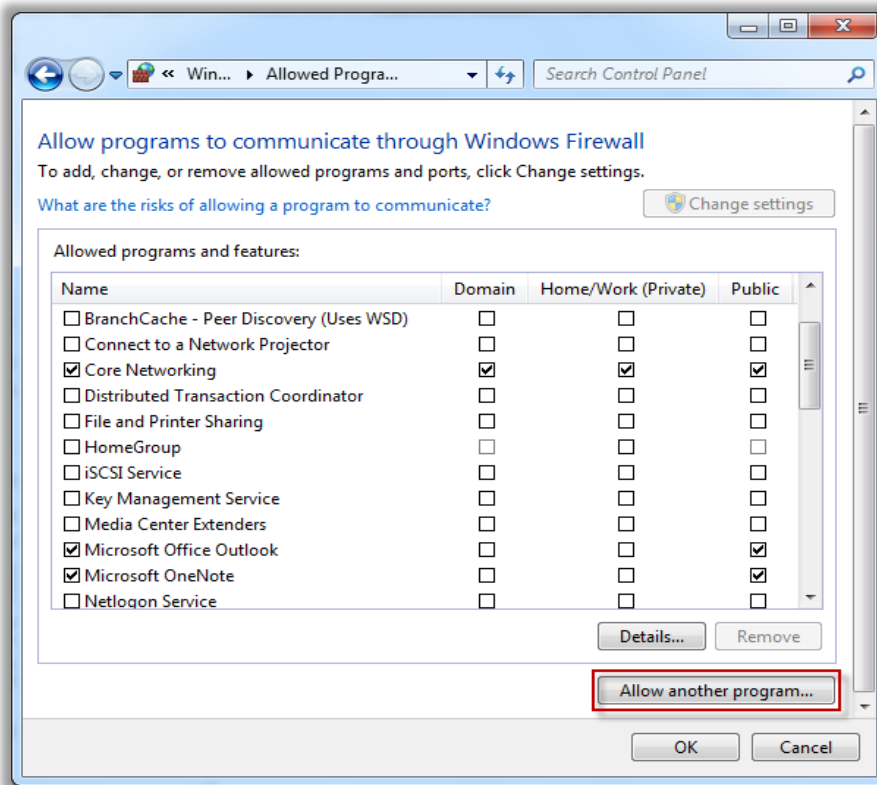 « Win... Allowed Progra... Search Control Panel
Allow programs to communicate through Windows Firewall
To add, change, or remove allowed programs and ports, click Change settings.
What are the risks of allowing a program to communicate? Change settings
Allowed programs and features:
Name Domain Home/Work (Private) Public
BranchCache - Peer Discovery (Uses WSD)
Connect to a Network Projector
Core Networking
Distributed Transaction Coordinator
File and Printer Sharing
HomeGroup
iSCSI Service
Key Management Service
Media Center Extenders
Microsoft Office Outlook
Microsoft OneNote
Netlogon Service
Details... Remove
Allow another program...
OK Cancel